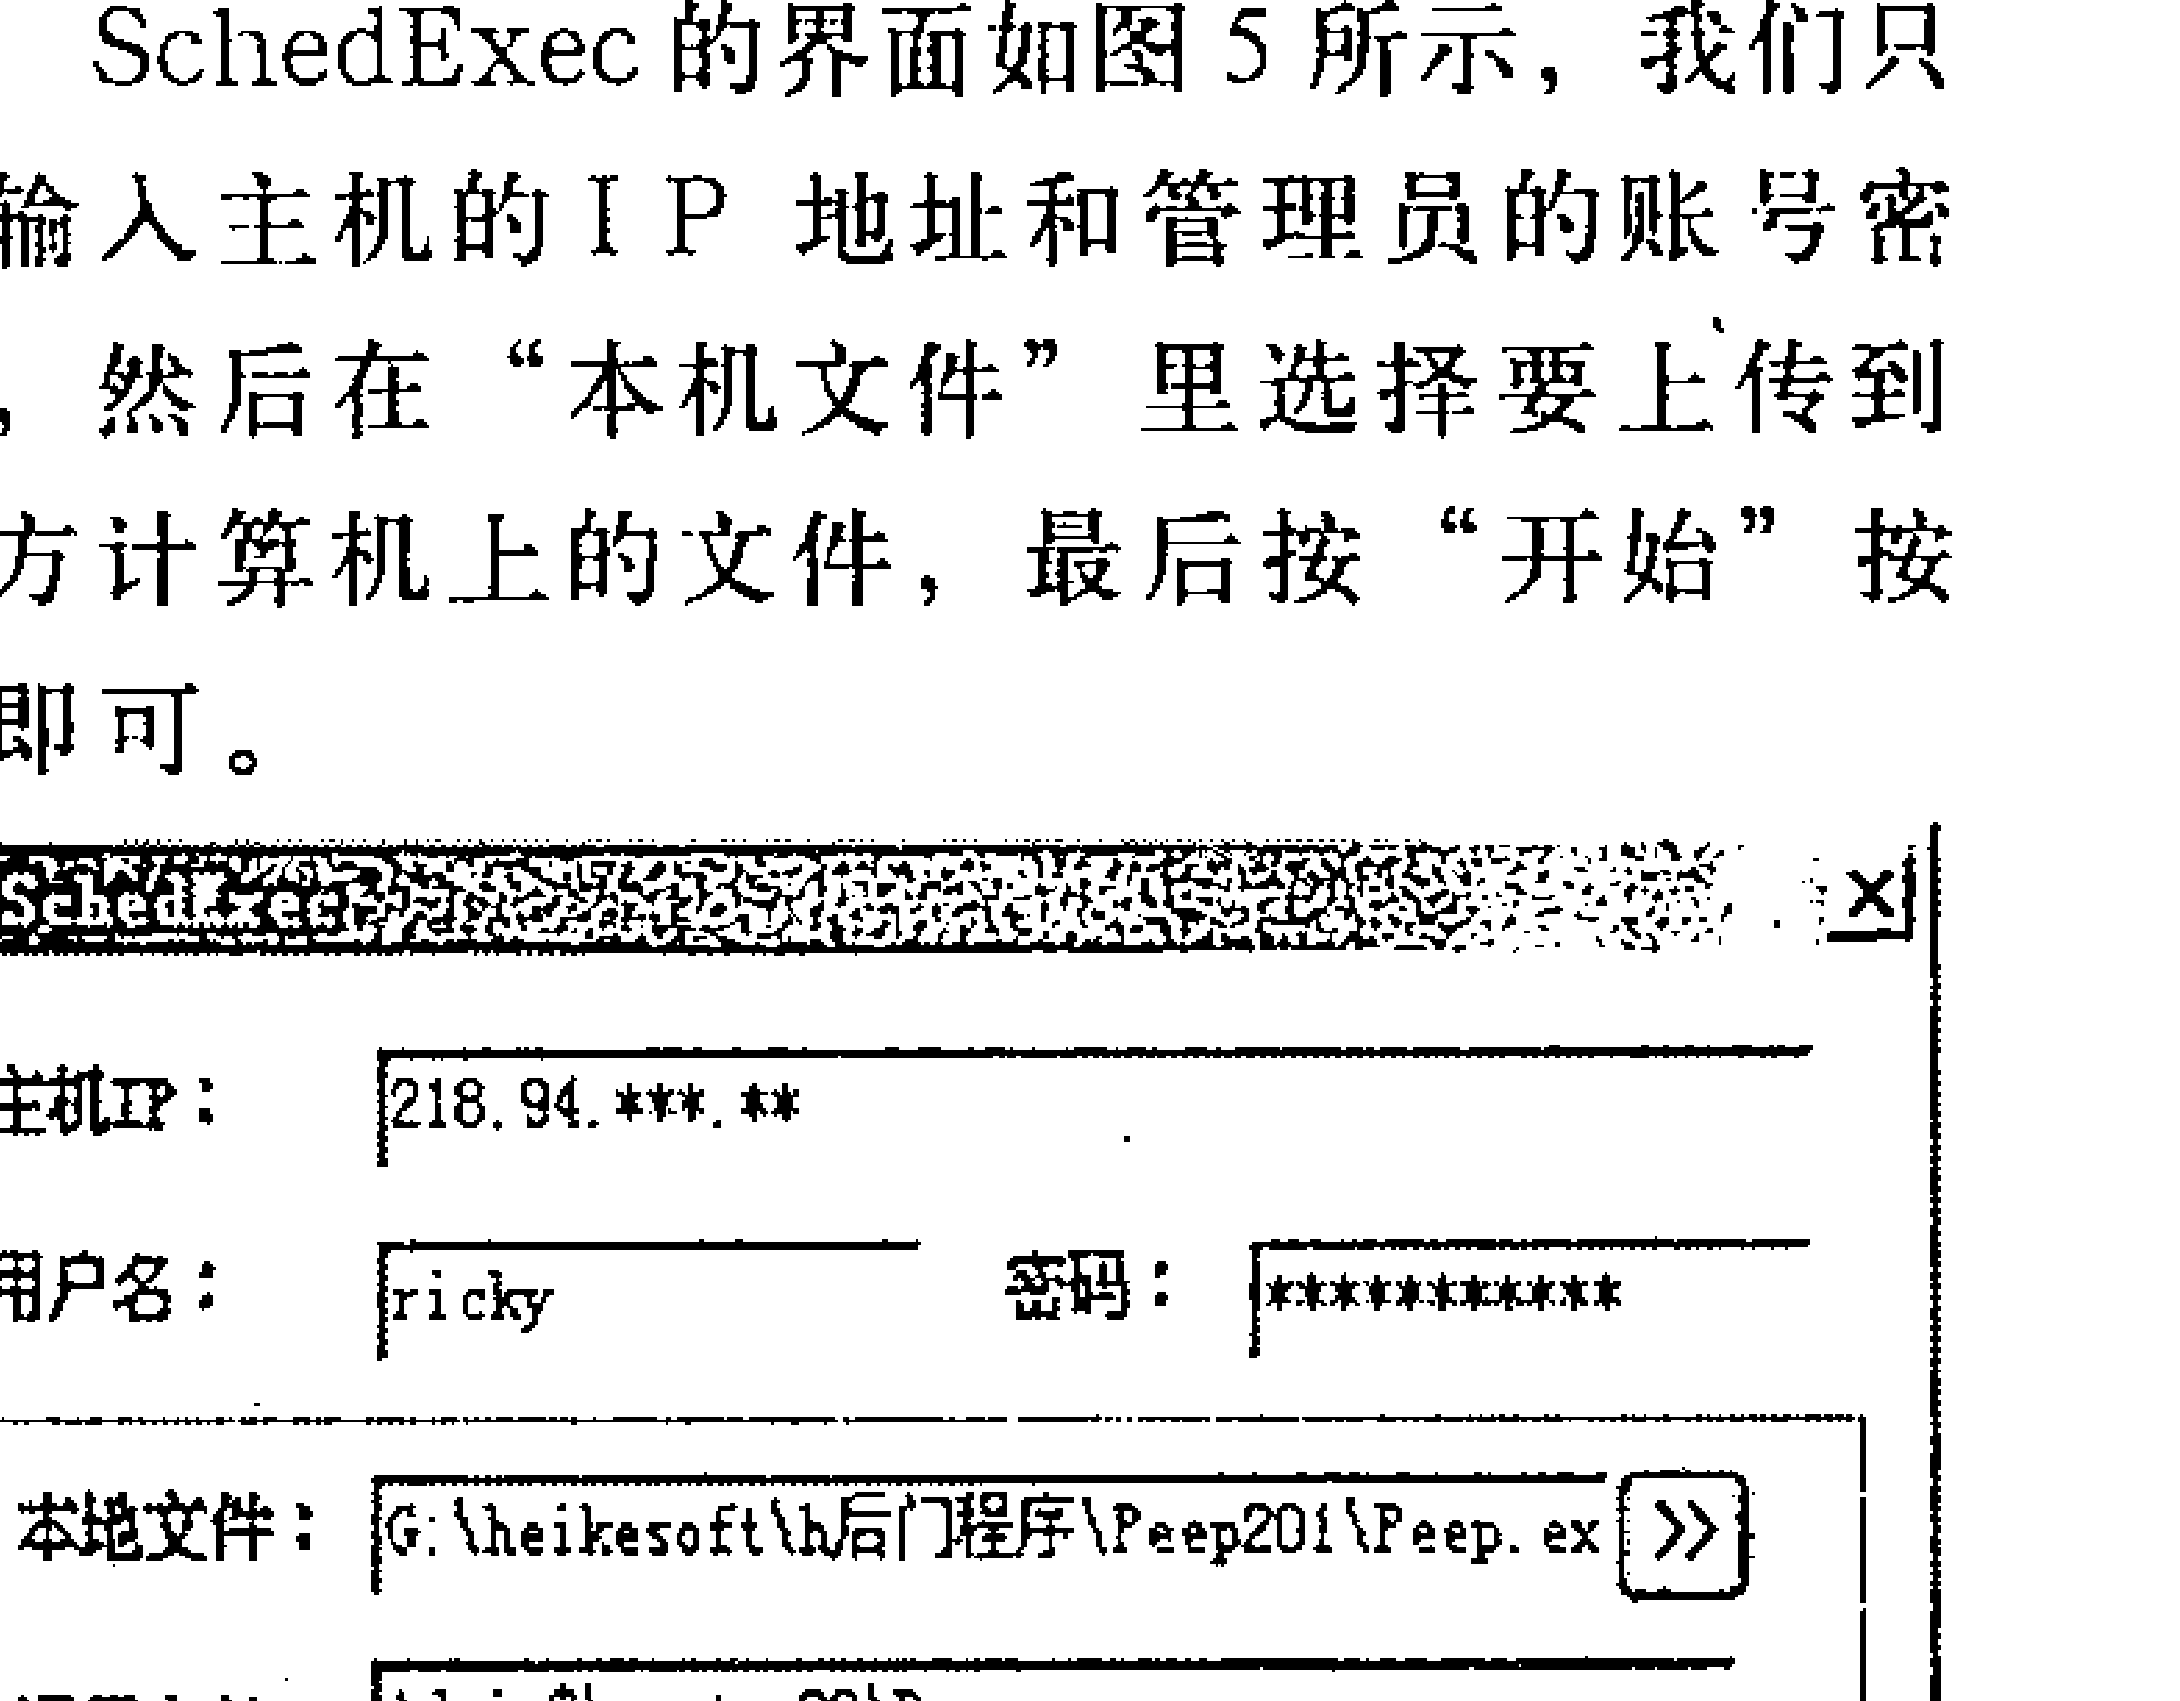 SchedExec 的界面如图 5 所示，我们只
输入主机的IP 地址和管理员的账号密
，然后在“本机文件”里选择要上传到
方计算机上的文件，最后按“开始”按
即可。
SchedExec
主机IP： 218.94.***.**
用户名： ricky 密码： ***********
本地文件： G:\heikesoft\h后门程序\Peep201\Peep.ex >>